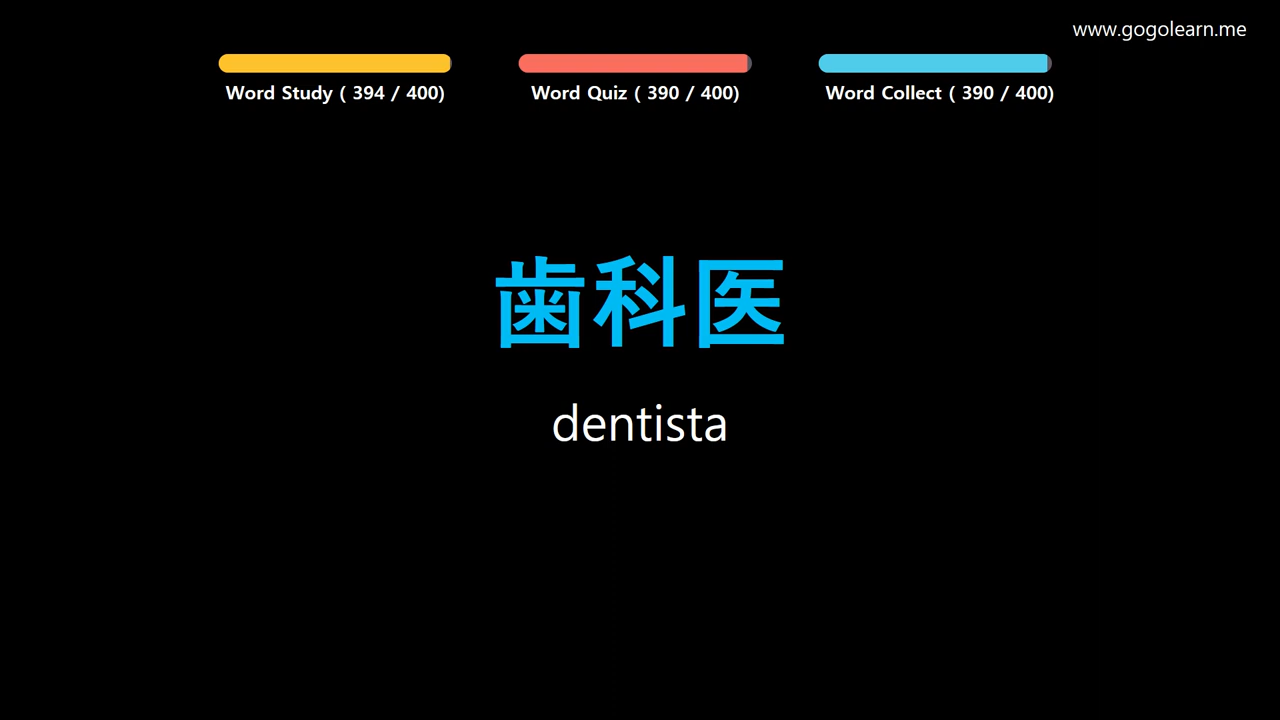 www.gogolearn.me
Word Study ( 394 / 400)
Word Quiz ( 390 / 400)
Word Collect ( 390 / 400)
歯科医
dentista